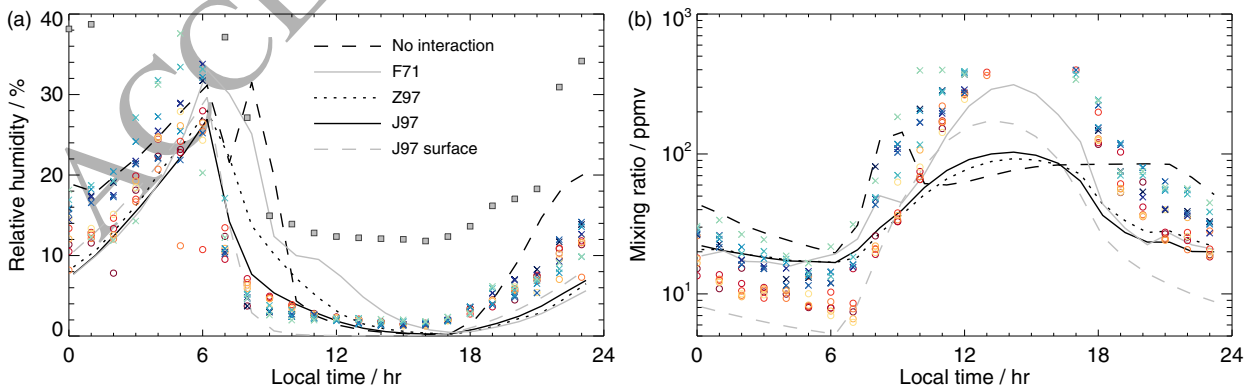 (a)
40
30
20
10
0
Relative humidity / %
0
6
12
18
24
Local time / hr
No interaction
F71
Z97
J97
J97 surface
(b)
10³
10²
10¹
Mixing ratio / ppmv
0
6
12
18
24
Local time / hr